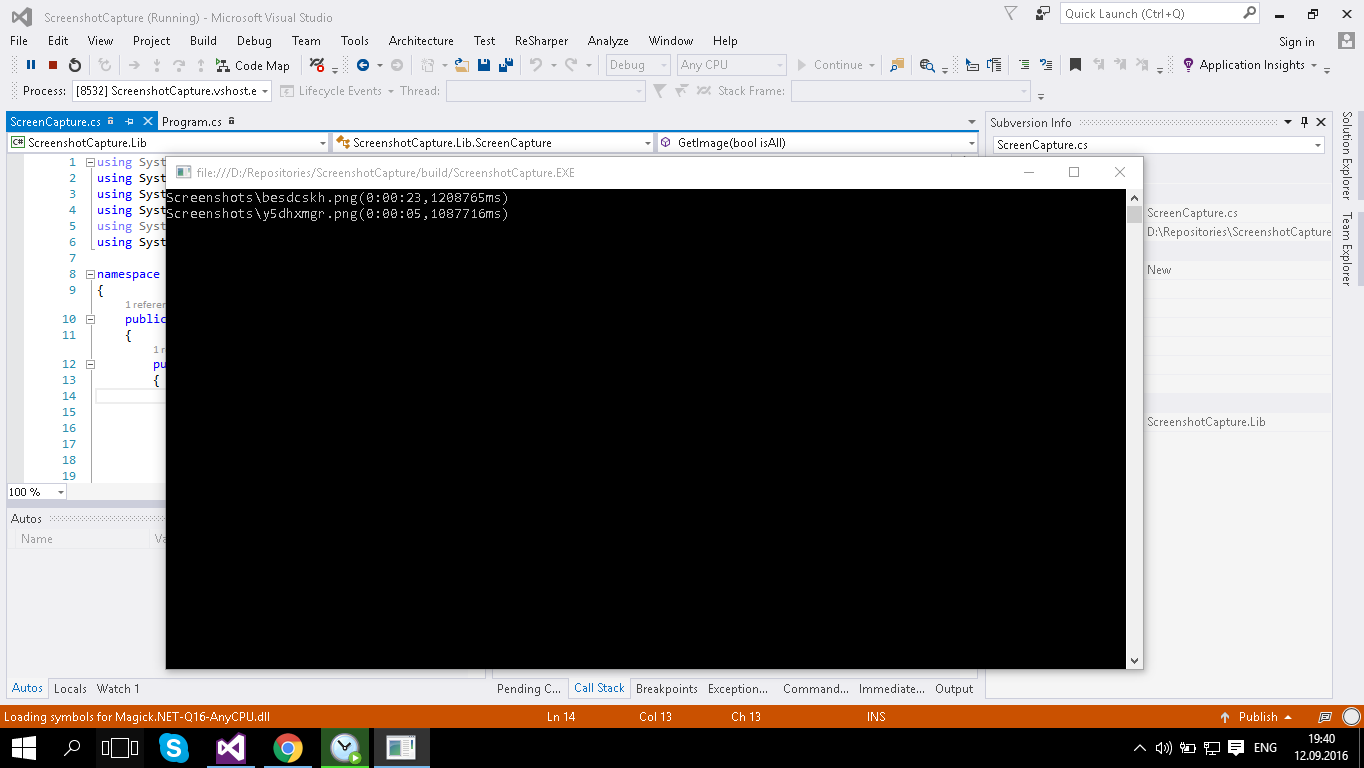 ScreenshotCapture (Running) - Microsoft Visual Studio
Quick Launch (Ctrl+Q)
File Edit View Project Build Debug Team Tools Architecture Test ReSharper Analyze Window Help
Sign in
Code Map
Debug
Any CPU
Continue
Application Insights
Process: [8532] ScreenshotCapture.vshost.e
Lifecycle Events
Thread:
Stack Frame:
ScreenCapture.cs
Program.cs
C# ScreenshotCapture.Lib
ScreenshotCapture.Lib.ScreenCapture
GetImage(bool isAll)
1 using Syst
2 using Syst
3 using Syst
4 using Syst
5 using Syst
6 using Syst
7
8 namespace
9 {
1 referen
10 public
11 {
1 r
12 pu
13 {
14
15
16
17
18
19
100 %
file:///D:/Repositories/ScreenshotCapture/build/ScreenshotCapture.EXE
Screenshots\besdcskh.png(0:00:23,1208765ms)
Screenshots\y5dhxmgr.png(0:00:05,1087716ms)
Subversion Info
ScreenCapture.cs
ScreenCapture.cs
D:\Repositories\ScreenshotCapture
New
ScreenshotCapture.Lib
Solution Explorer
Team Explorer
Autos
Name
Va
Autos Locals Watch 1
Pending C... Call Stack Breakpoints Exception... Command... Immediate... Output
Loading symbols for Magick.NET-Q16-AnyCPU.dll
Ln 14
Col 13
Ch 13
INS
Publish
ENG
19:40
12.09.2016